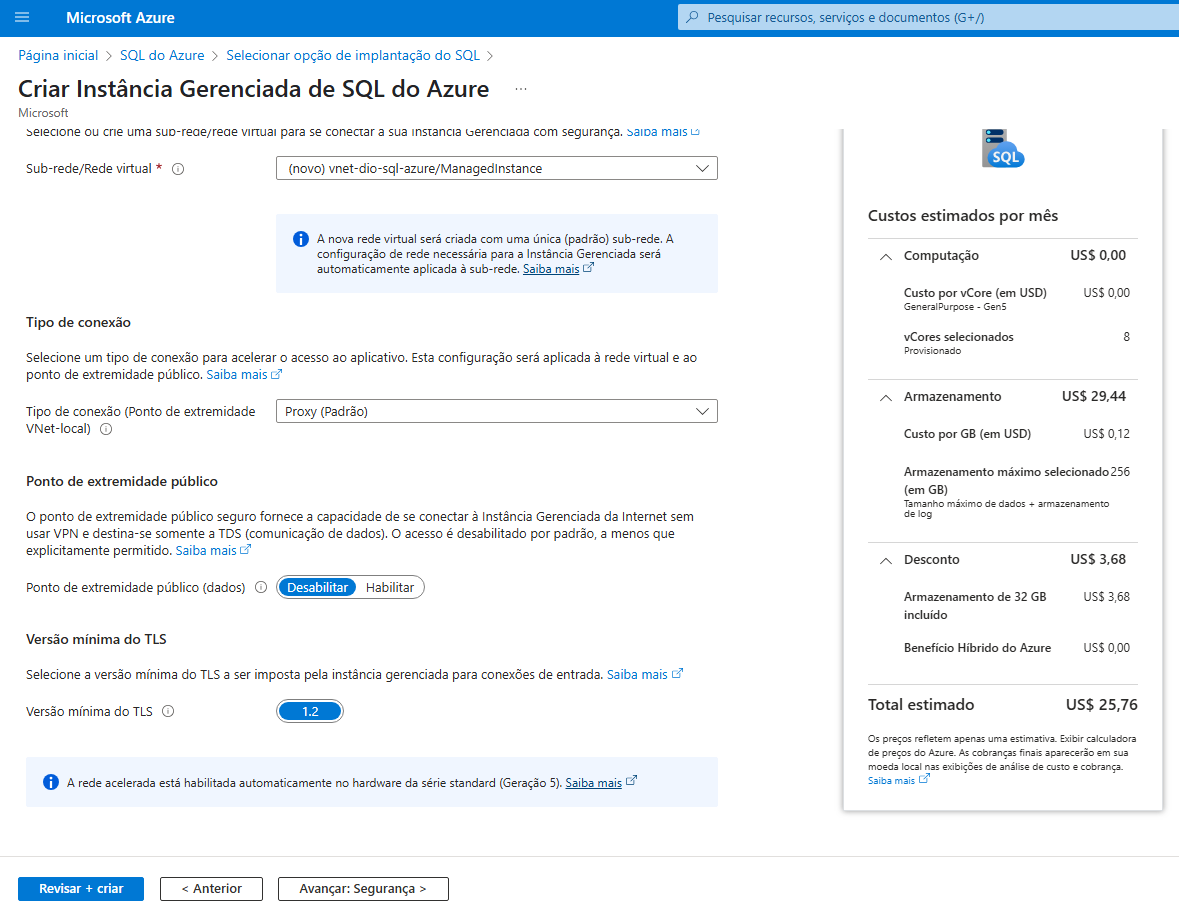 Microsoft Azure
Pesquisar recursos, serviços e documentos (G+/)
Página inicial > SQL do Azure > Selecionar opção de implantação do SQL >
Criar Instância Gerenciada de SQL do Azure ...
Microsoft
Selecione ou crie uma sub-rede/rede virtual para se conectar a sua Instância Gerenciada com segurança. Saiba mais
Sub-rede/Rede virtual *
(novo) vnet-dio-sql-azure/ManagedInstance
A nova rede virtual será criada com uma única (padrão) sub-rede. A
configuração de rede necessária para a Instância Gerenciada será
automaticamente aplicada à sub-rede. Saiba mais
Tipo de conexão
Selecione um tipo de conexão para acelerar o acesso ao aplicativo. Esta configuração será aplicada à rede virtual e ao
ponto de extremidade público. Saiba mais
Tipo de conexão (Ponto de extremidade
VNet-local)
Proxy (Padrão)
Ponto de extremidade público
O ponto de extremidade público seguro fornece a capacidade de se conectar à Instância Gerenciada da Internet sem
usar VPN e destina-se somente a TDS (comunicação de dados). O acesso é desabilitado por padrão, a menos que
explicitamente permitido. Saiba mais
Ponto de extremidade público (dados)
Desabilitar Habilitar
Versão mínima do TLS
Selecione a versão mínima do TLS a ser imposta pela instância gerenciada para conexões de entrada. Saiba mais
Versão mínima do TLS
1.2
A rede acelerada está habilitada automaticamente no hardware da série standard (Geração 5). Saiba mais
SQL
Custos estimados por mês
Computação US$ 0,00
Custo por vCore (em USD) US$ 0,00
GeneralPurpose - Gen5
vCores selecionados 8
Provisionado
Armazenamento US$ 29,44
Custo por GB (em USD) US$ 0,12
Armazenamento máximo selecionado 256
(em GB)
Tamanho máximo de dados + armazenamento
de log
Desconto US$ 3,68
Armazenamento de 32 GB US$ 3,68
incluído
Benefício Híbrido do Azure US$ 0,00
Total estimado US$ 25,76
Os preços refletem apenas uma estimativa. Exibir calculadora
de preços do Azure. As cobranças finais aparecerão em sua
moeda local nas exibições de análise de custo e cobrança.
Saiba mais
Revisar + criar
< Anterior
Avançar: Segurança >